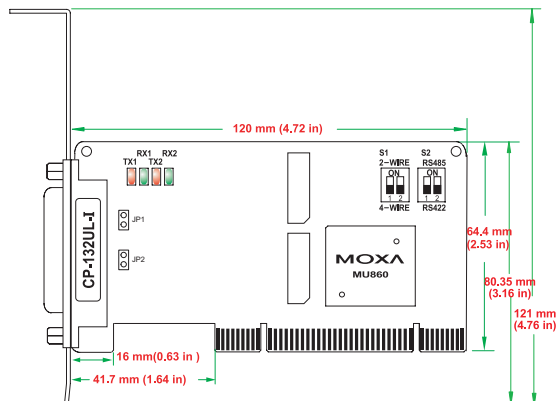 120 mm (4.72 in)
RX1 RX2
TX1 TX2
S1 S2
2-WIRE RS485
ON ON
1 2 1 2
4-WIRE RS422
JP1
JP2
CP-132UL-I
MOXA
MU860
64.4 mm
(2.53 in)
80.35 mm
(3.16 in)
121 mm
(4.76 in)
16 mm(0.63 in )
41.7 mm (1.64 in)